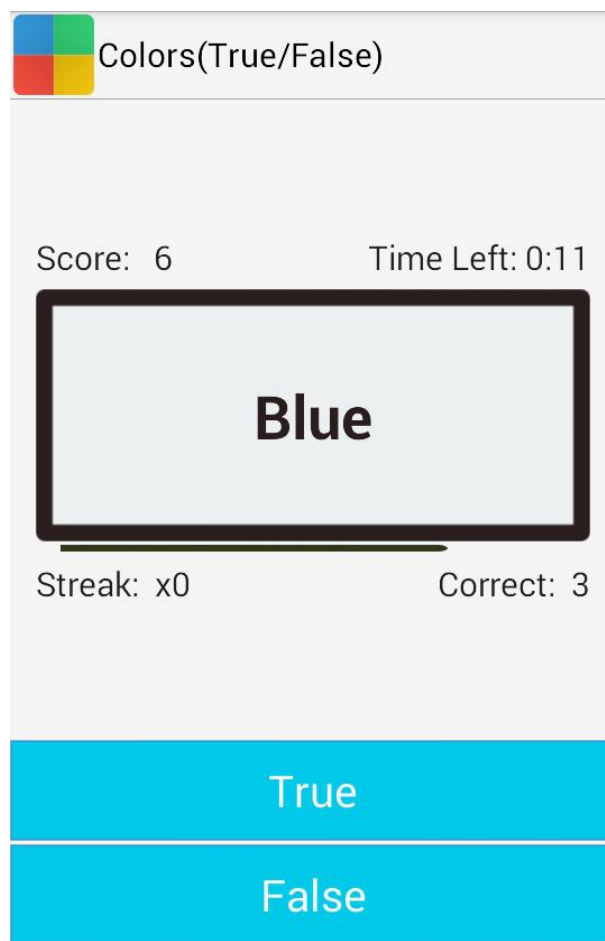 Colors(True/False)
Score: 6 Time Left: 0:11
Blue
Streak: x0 Correct: 3
True
False